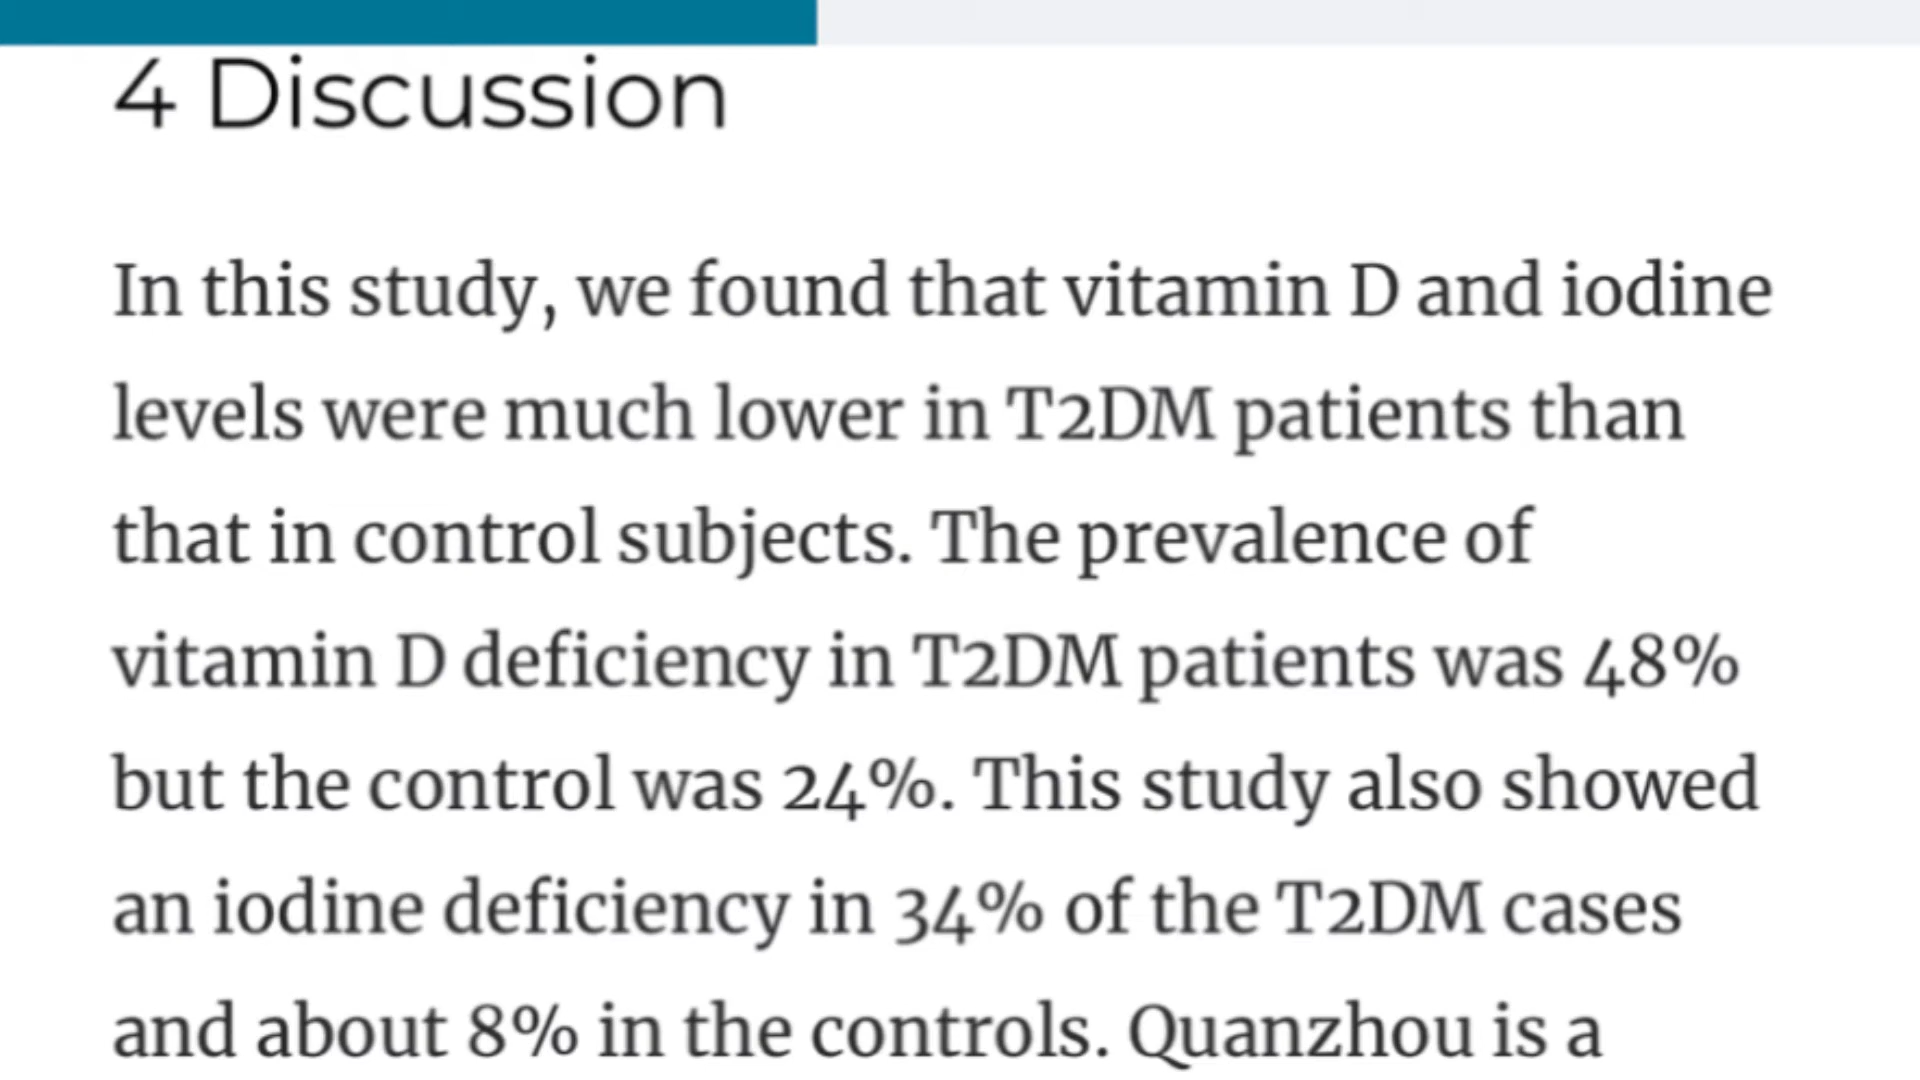 4 Discussion
In this study, we found that vitamin D and iodine
levels were much lower in T2DM patients than
that in control subjects. The prevalence of
vitamin D deficiency in T2DM patients was 48%
but the control was 24%. This study also showed
an iodine deficiency in 34% of the T2DM cases
and about 8% in the controls. Quanzhou is a